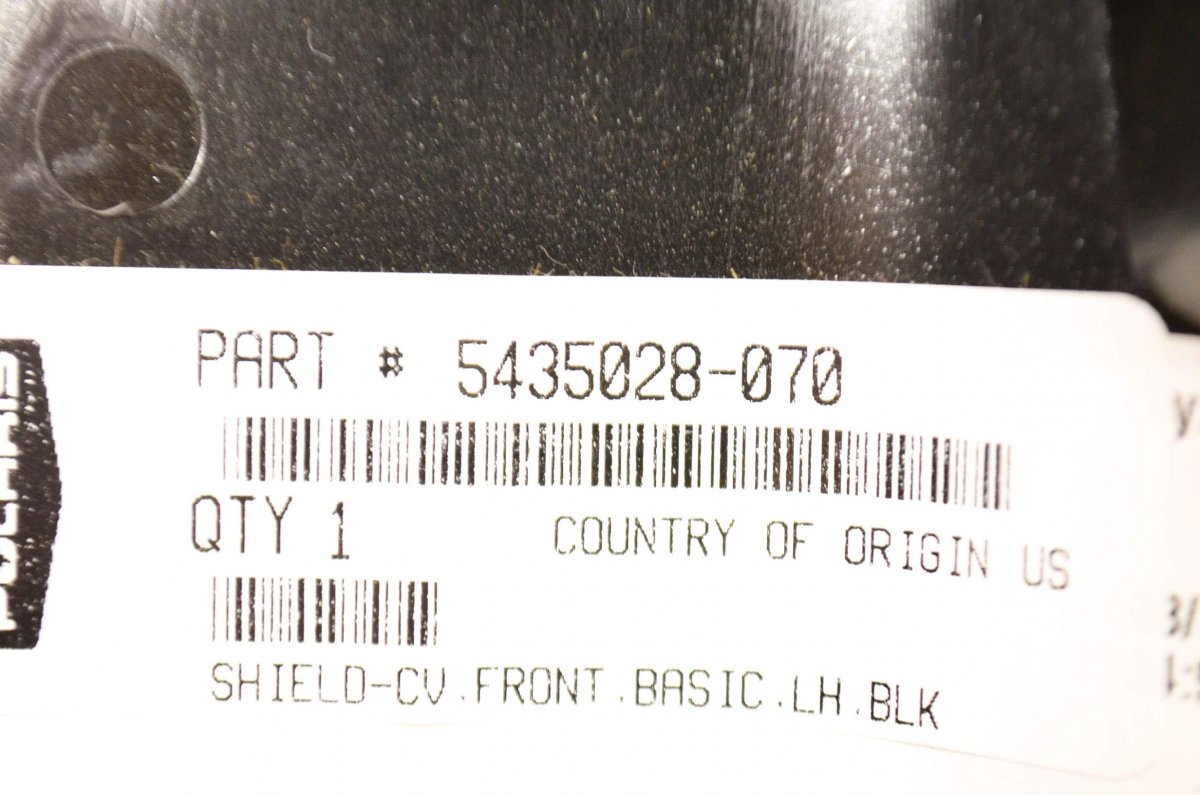 PART # 5435028-070
QTY 1
COUNTRY OF ORIGIN US
SHIELD-CV,FRONT,BASIC,LH,BLK